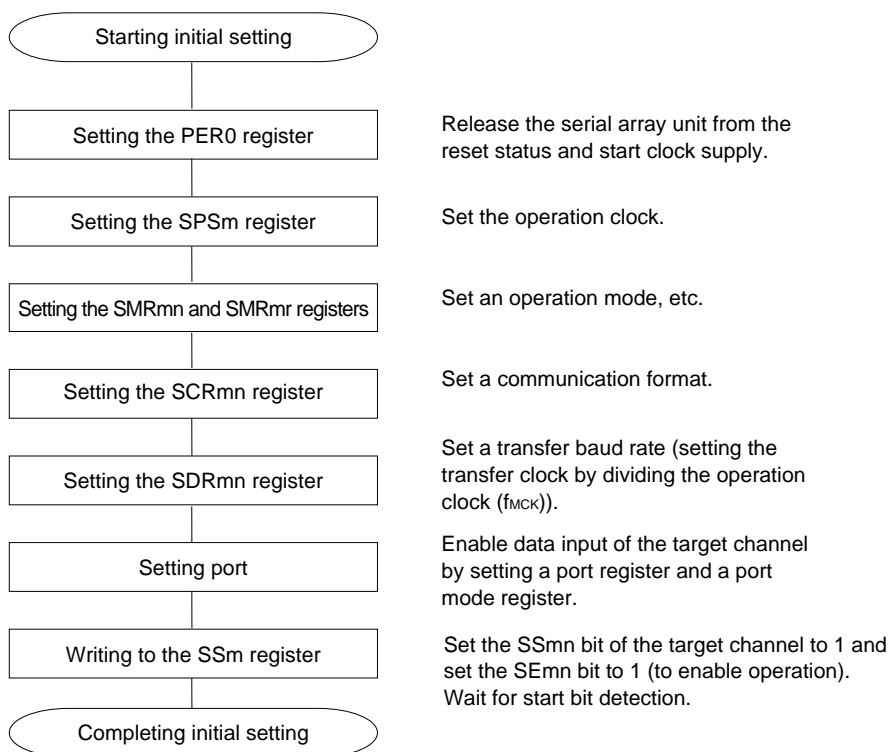 Starting initial setting
Setting the PER0 register
Release the serial array unit from the
reset status and start clock supply.
Setting the SPSm register
Set the operation clock.
Setting the SMRmn and SMRmr registers
Set an operation mode, etc.
Setting the SCRmn register
Set a communication format.
Setting the SDRmn register
Set a transfer baud rate (setting the
transfer clock by dividing the operation
clock (fMCK)).
Setting port
Enable data input of the target channel
by setting a port register and a port
mode register.
Writing to the SSm register
Set the SSmn bit of the target channel to 1 and
set the SEmn bit to 1 (to enable operation).
Wait for start bit detection.
Completing initial setting